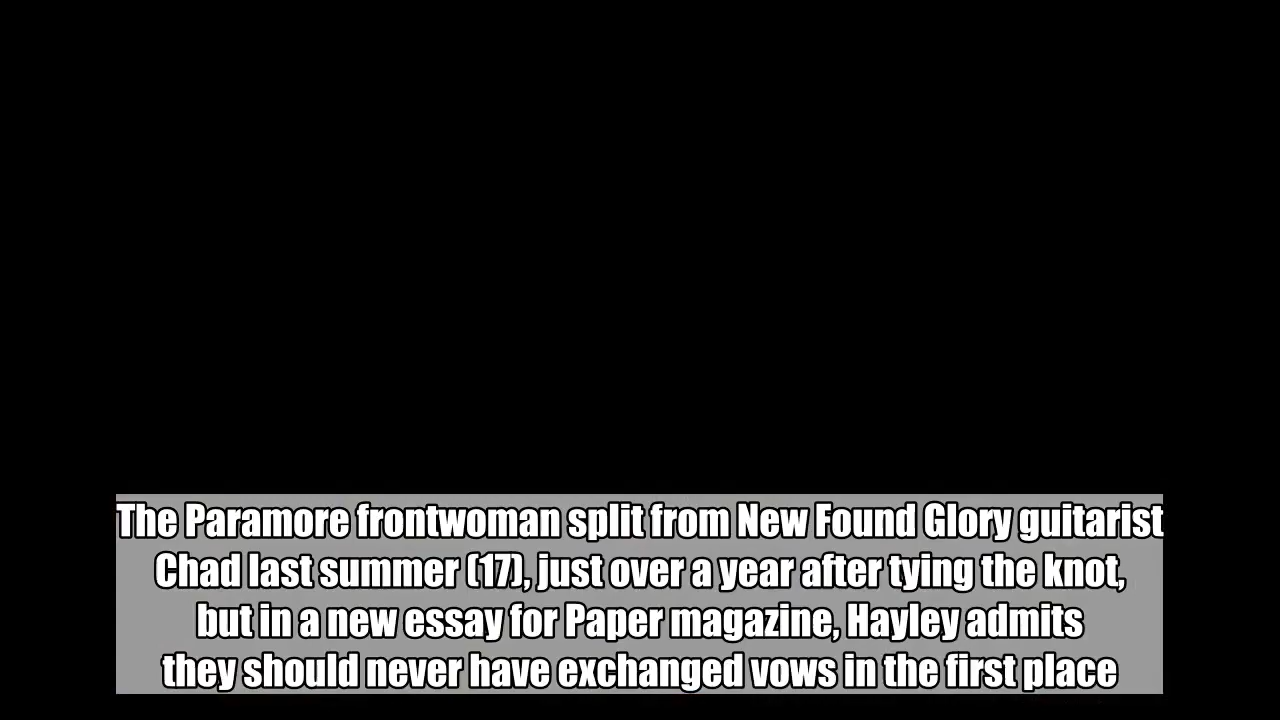 The Paramore frontwoman split from New Found Glory guitarist
Chad last summer (17), just over a year after tying the knot,
but in a new essay for Paper magazine, Hayley admits
they should never have exchanged vows in the first place